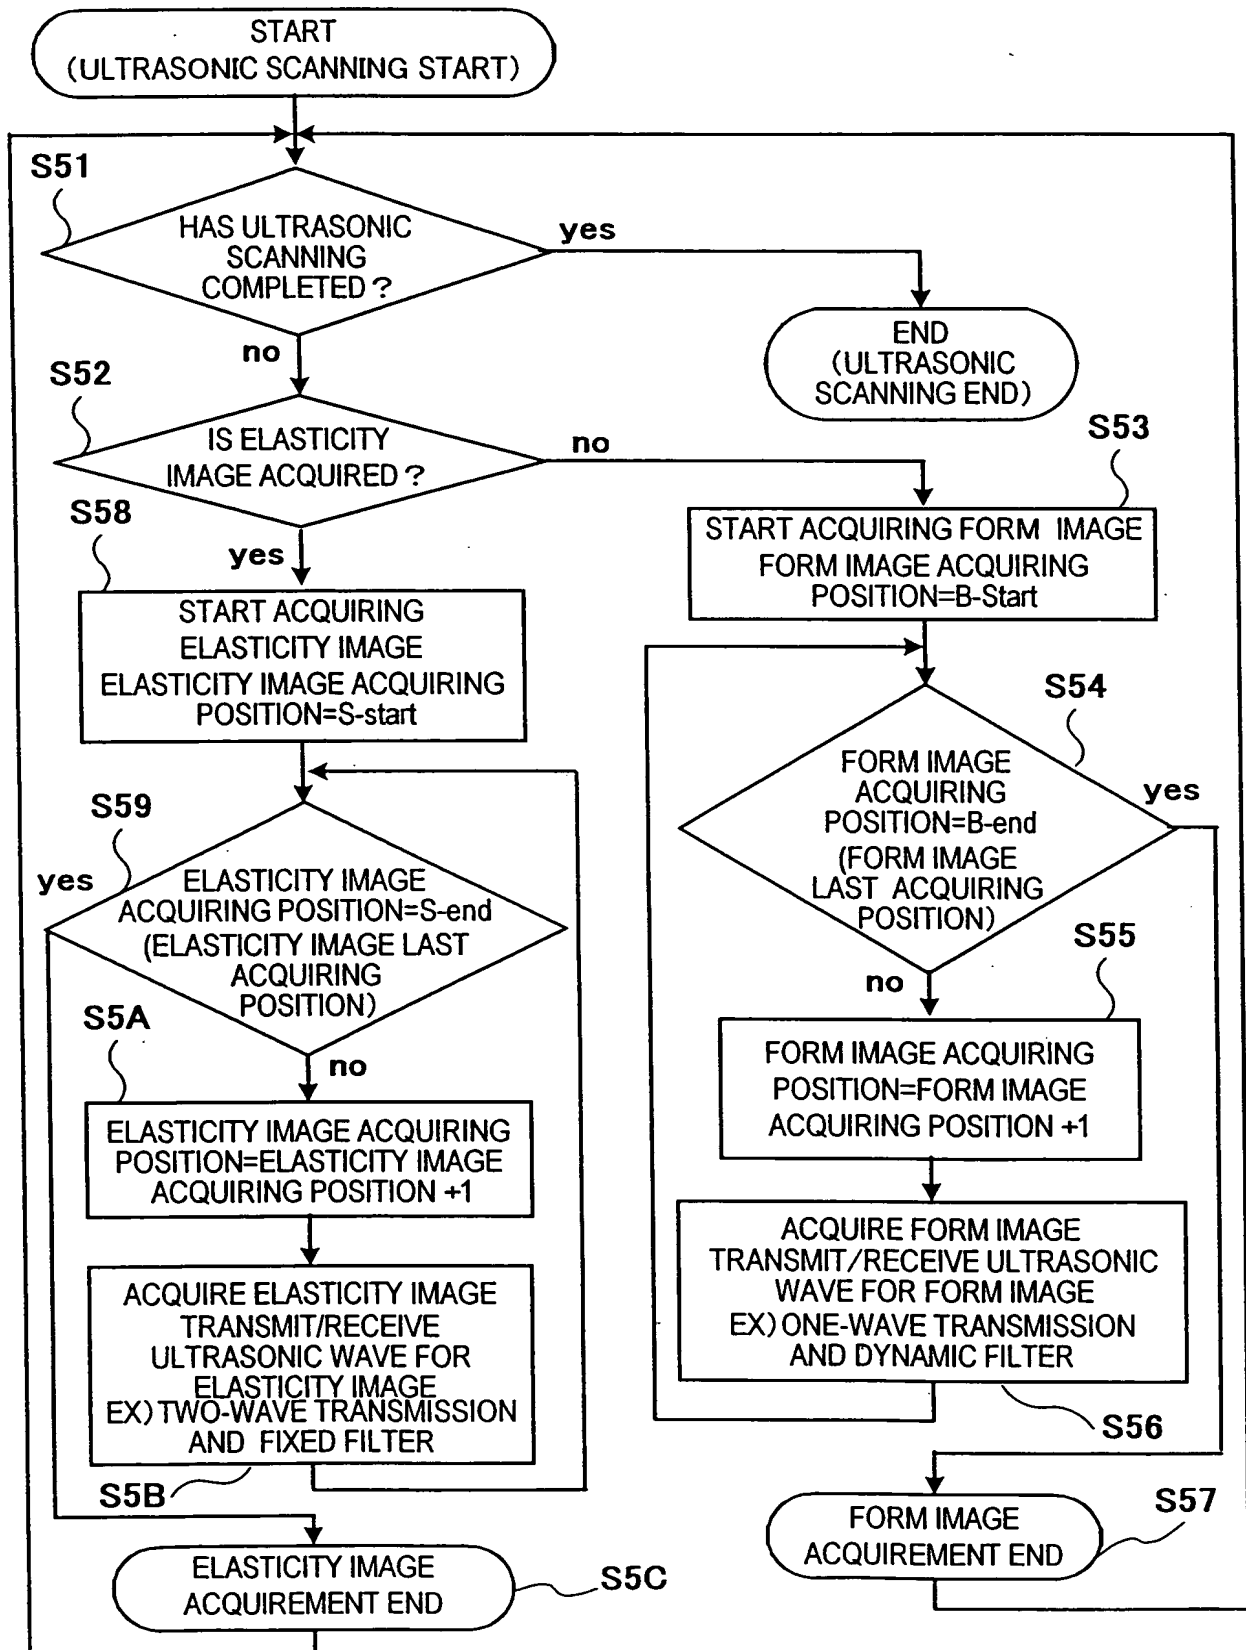 START
(ULTRASONIC SCANNING START)
S51
HAS ULTRASONIC
SCANNING
COMPLETED ?
yes
no
END
(ULTRASONIC
SCANNING END)
S52
IS ELASTICITY
IMAGE ACQUIRED ?
no
yes
S53
START ACQUIRING FORM IMAGE
FORM IMAGE ACQUIRING
POSITION=B-Start
S58
START ACQUIRING
ELASTICITY IMAGE
ELASTICITY IMAGE ACQUIRING
POSITION=S-start
S54
FORM IMAGE
ACQUIRING
POSITION=B-end
(FORM IMAGE
LAST ACQUIRING
POSITION)
yes
no
S59
yes
ELASTICITY IMAGE
ACQUIRING POSITION=S-end
(ELASTICITY IMAGE LAST
ACQUIRING
POSITION)
no
S55
FORM IMAGE ACQUIRING
POSITION=FORM IMAGE
ACQUIRING POSITION +1
S5A
ELASTICITY IMAGE ACQUIRING
POSITION=ELASTICITY IMAGE
ACQUIRING POSITION +1
ACQUIRE FORM IMAGE
TRANSMIT/RECEIVE ULTRASONIC
WAVE FOR FORM IMAGE
EX) ONE-WAVE TRANSMISSION
AND DYNAMIC FILTER
S56
ACQUIRE ELASTICITY IMAGE
TRANSMIT/RECEIVE
ULTRASONIC WAVE FOR
ELASTICITY IMAGE
EX) TWO-WAVE TRANSMISSION
AND FIXED FILTER
S5B
FORM IMAGE
ACQUIREMENT END
S57
ELASTICITY IMAGE
ACQUIREMENT END
S5C